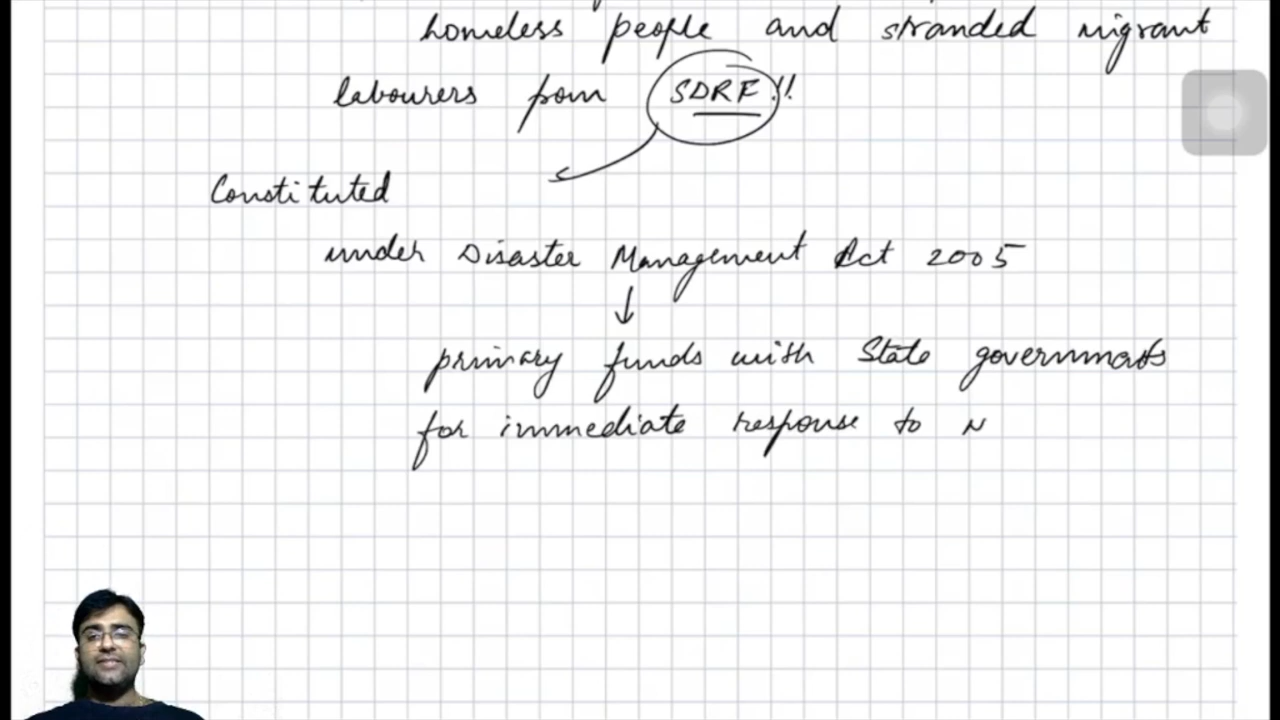 homeless people and stranded migrant
labourers from SDRF!!
Constituted
under Disaster Management Act 2005
primary funds with State governments
for immediate response to N